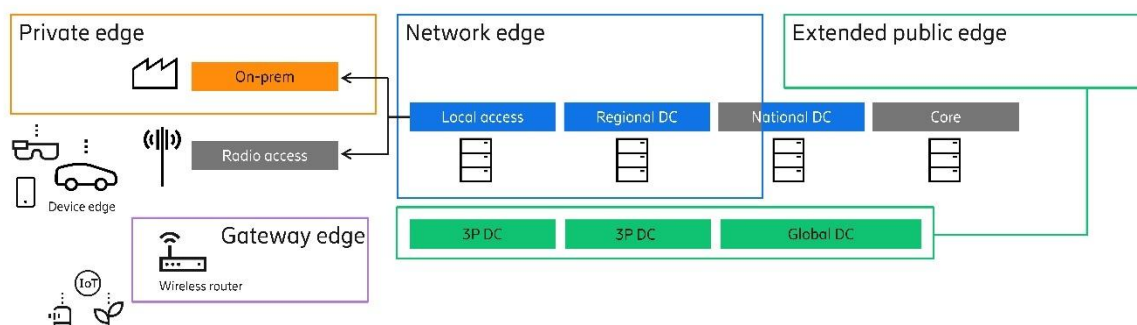 Private edge
Network edge
Extended public edge
On-prem
Local access
Regional DC
National DC
Core
Radio access
Device edge
Gateway edge
Wireless router
3P DC
3P DC
Global DC
IoT